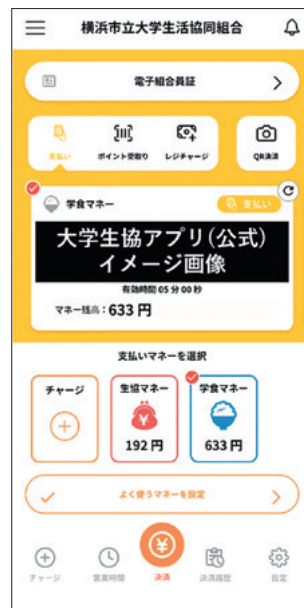 横浜市立大学生活協同組合
電子組合員証
支払い
ポイント受取り
レジチャージ
QR決済
学食マネー
支払い
大学生協アプリ(公式)
イメージ画像
有効時間 05 分 00 秒
マネー残高：633 円
支払いマネーを選択
チャージ
生協マネー
学食マネー
192 円
633 円
よく使うマネーを設定
チャージ
営業時間
決済
決済履歴
設定